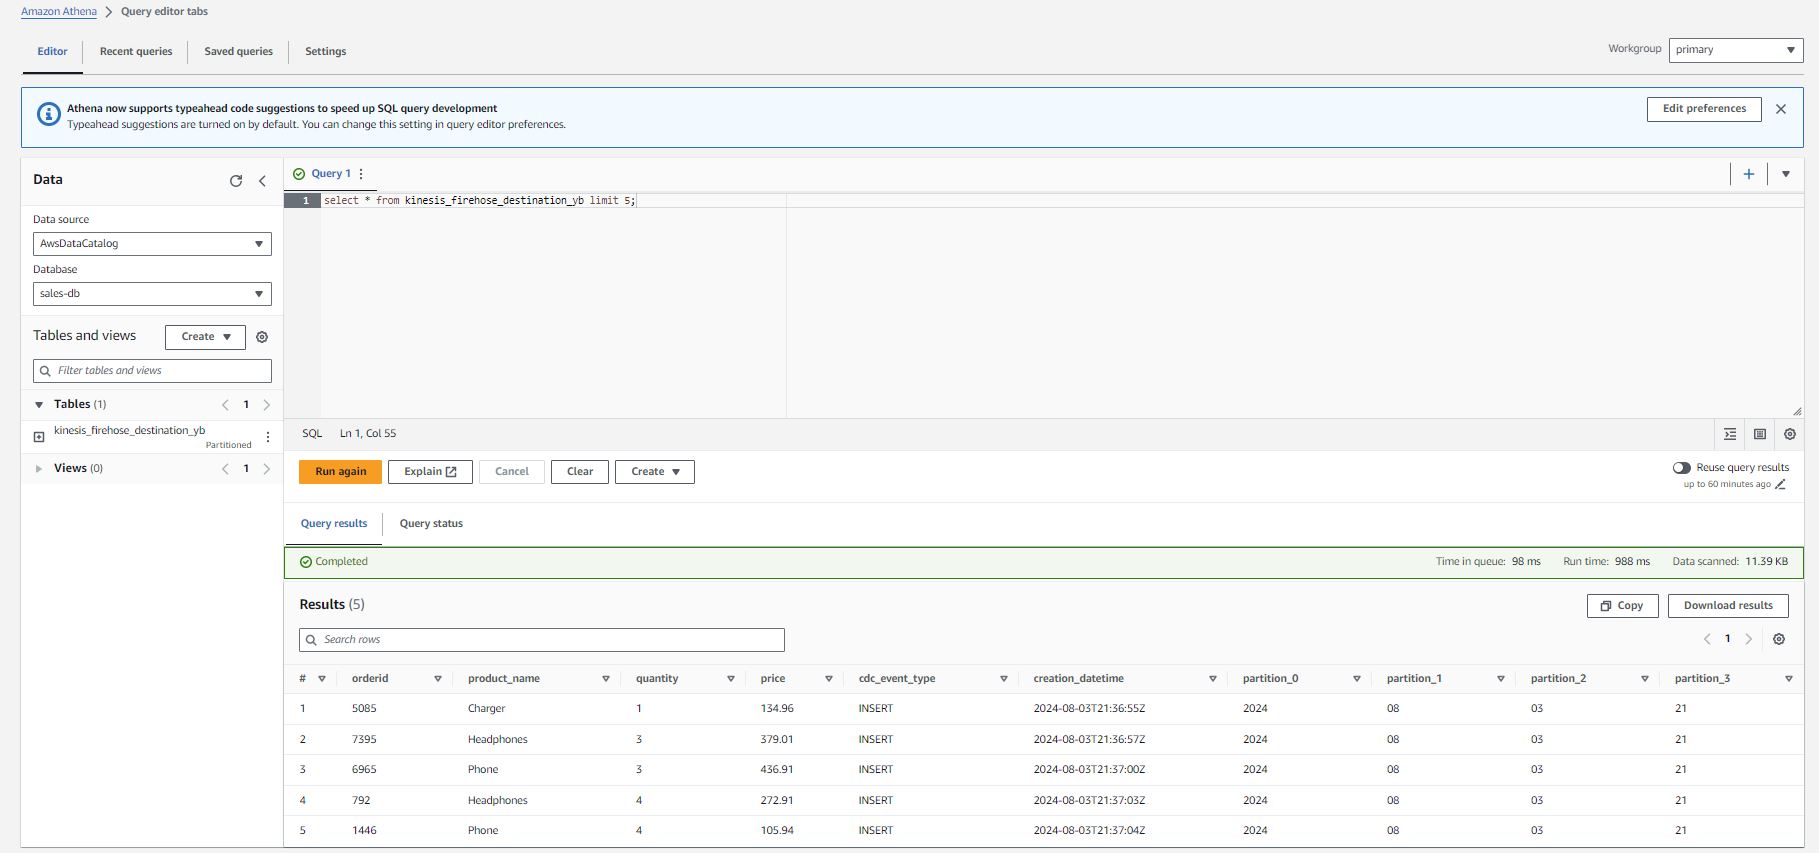 Amazon Athena > Query editor tabs
Editor Recent queries Saved queries Settings
Workgroup primary
Athena now supports typeahead code suggestions to speed up SQL query development
Typeahead suggestions are turned on by default. You can change this setting in query editor preferences.
Edit preferences
Data
Data source
AwsDataCatalog
Database
sales-db
Tables and views Create
Filter tables and views
Tables (1) < 1 >
kinesis_firehose_destination_yb
Partitioned
Views (0) < 1 >
Query 1
1 select * from kinesis_firehose_destination_yb limit 5;
SQL Ln 1, Col 55
Run again Explain Cancel Clear Create
Reuse query results
up to 60 minutes ago
Query results Query status
Completed Time in queue: 98 ms Run time: 988 ms Data scanned: 11.39 KB
Results (5)
Copy Download results
Search rows
< 1 >
# orderid product_name quantity price cdc_event_type creation_datetime partition_0 partition_1 partition_2 partition_3
1 5085 Charger 1 134.96 INSERT 2024-08-03T21:36:55Z 2024 08 03 21
2 7395 Headphones 3 379.01 INSERT 2024-08-03T21:36:57Z 2024 08 03 21
3 6965 Phone 3 436.91 INSERT 2024-08-03T21:37:00Z 2024 08 03 21
4 792 Headphones 4 272.91 INSERT 2024-08-03T21:37:03Z 2024 08 03 21
5 1446 Phone 4 105.94 INSERT 2024-08-03T21:37:04Z 2024 08 03 21